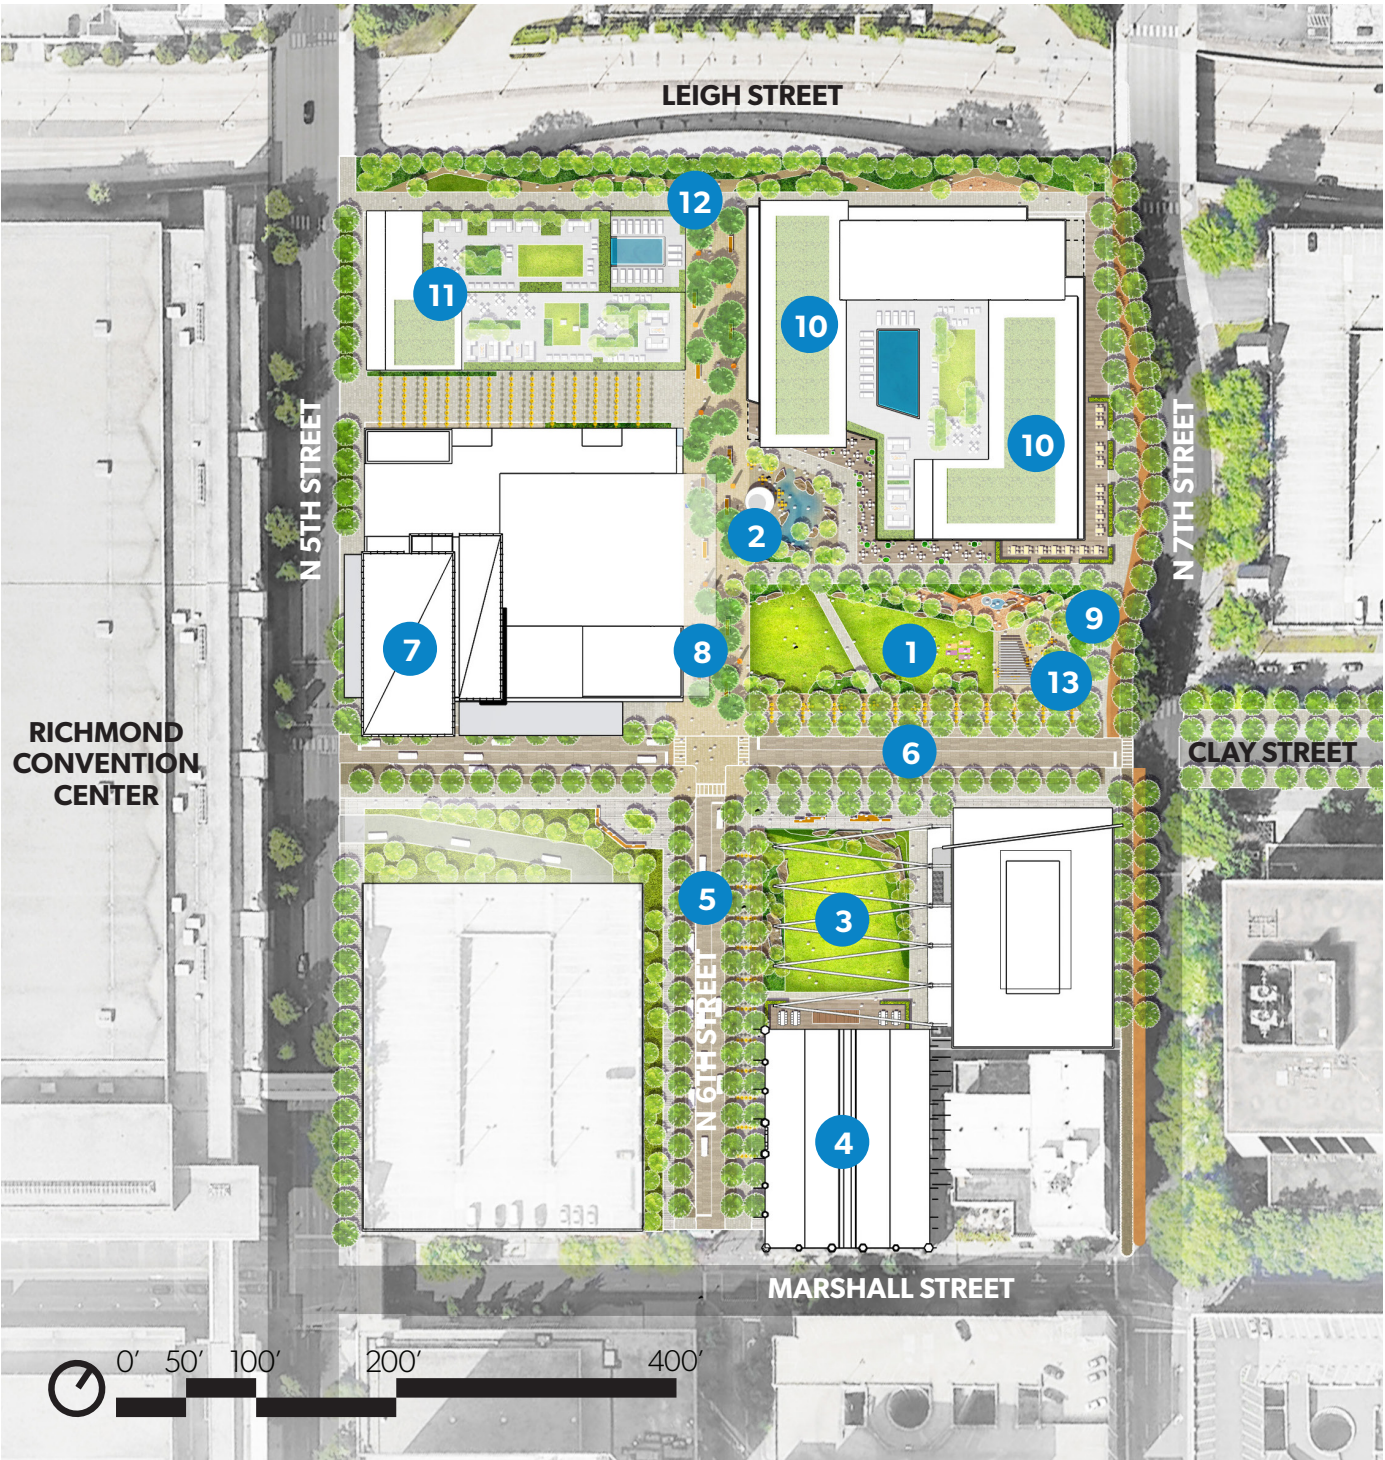 LEIGH STREET
12
11
10
10
N 5TH STREET
N 7TH STREET
2
9
1
8
7
13
RICHMOND
CONVENTION
CENTER
6
CLAY STREET
5
3
N 6TH STREET
4
MARSHALL STREET
0’ 50’ 100’ 200’ 400’